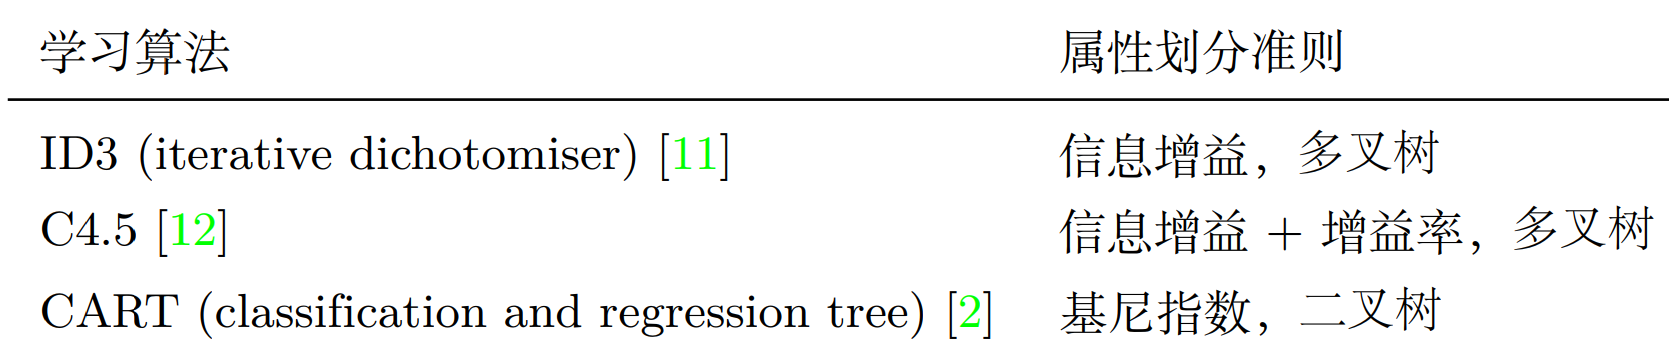 学习算法 属性划分准则
ID3 (iterative dichotomiser) [11] 信息增益，多叉树
C4.5 [12] 信息增益 + 增益率，多叉树
CART (classification and regression tree) [2] 基尼指数，二叉树